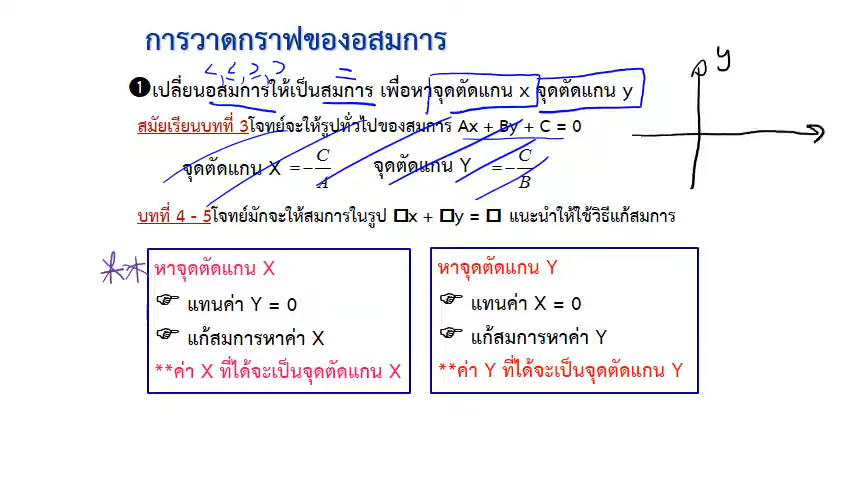 การวาดกราฟของอสมการ
<, ≤, ≥, > =
❶เปลี่ยนอสมการให้เป็นสมการ เพื่อหาจุดตัดแกน x จุดตัดแกน y
y
สมัยเรียนบทที่ 3โจทย์จะให้รูปทั่วไปของสมการ Ax + By + C = 0
จุดตัดแกน X = -C/A จุดตัดแกน Y = -C/B
บทที่ 4 - 5โจทย์มักจะให้สมการในรูป □x + □y = □ แนะนำให้ใช้วิธีแก้สมการ
**
หาจุดตัดแกน X
☞ แทนค่า Y = 0
☞ แก้สมการหาค่า X
**ค่า X ที่ได้จะเป็นจุดตัดแกน X
หาจุดตัดแกน Y
☞ แทนค่า X = 0
☞ แก้สมการหาค่า Y
**ค่า Y ที่ได้จะเป็นจุดตัดแกน Y